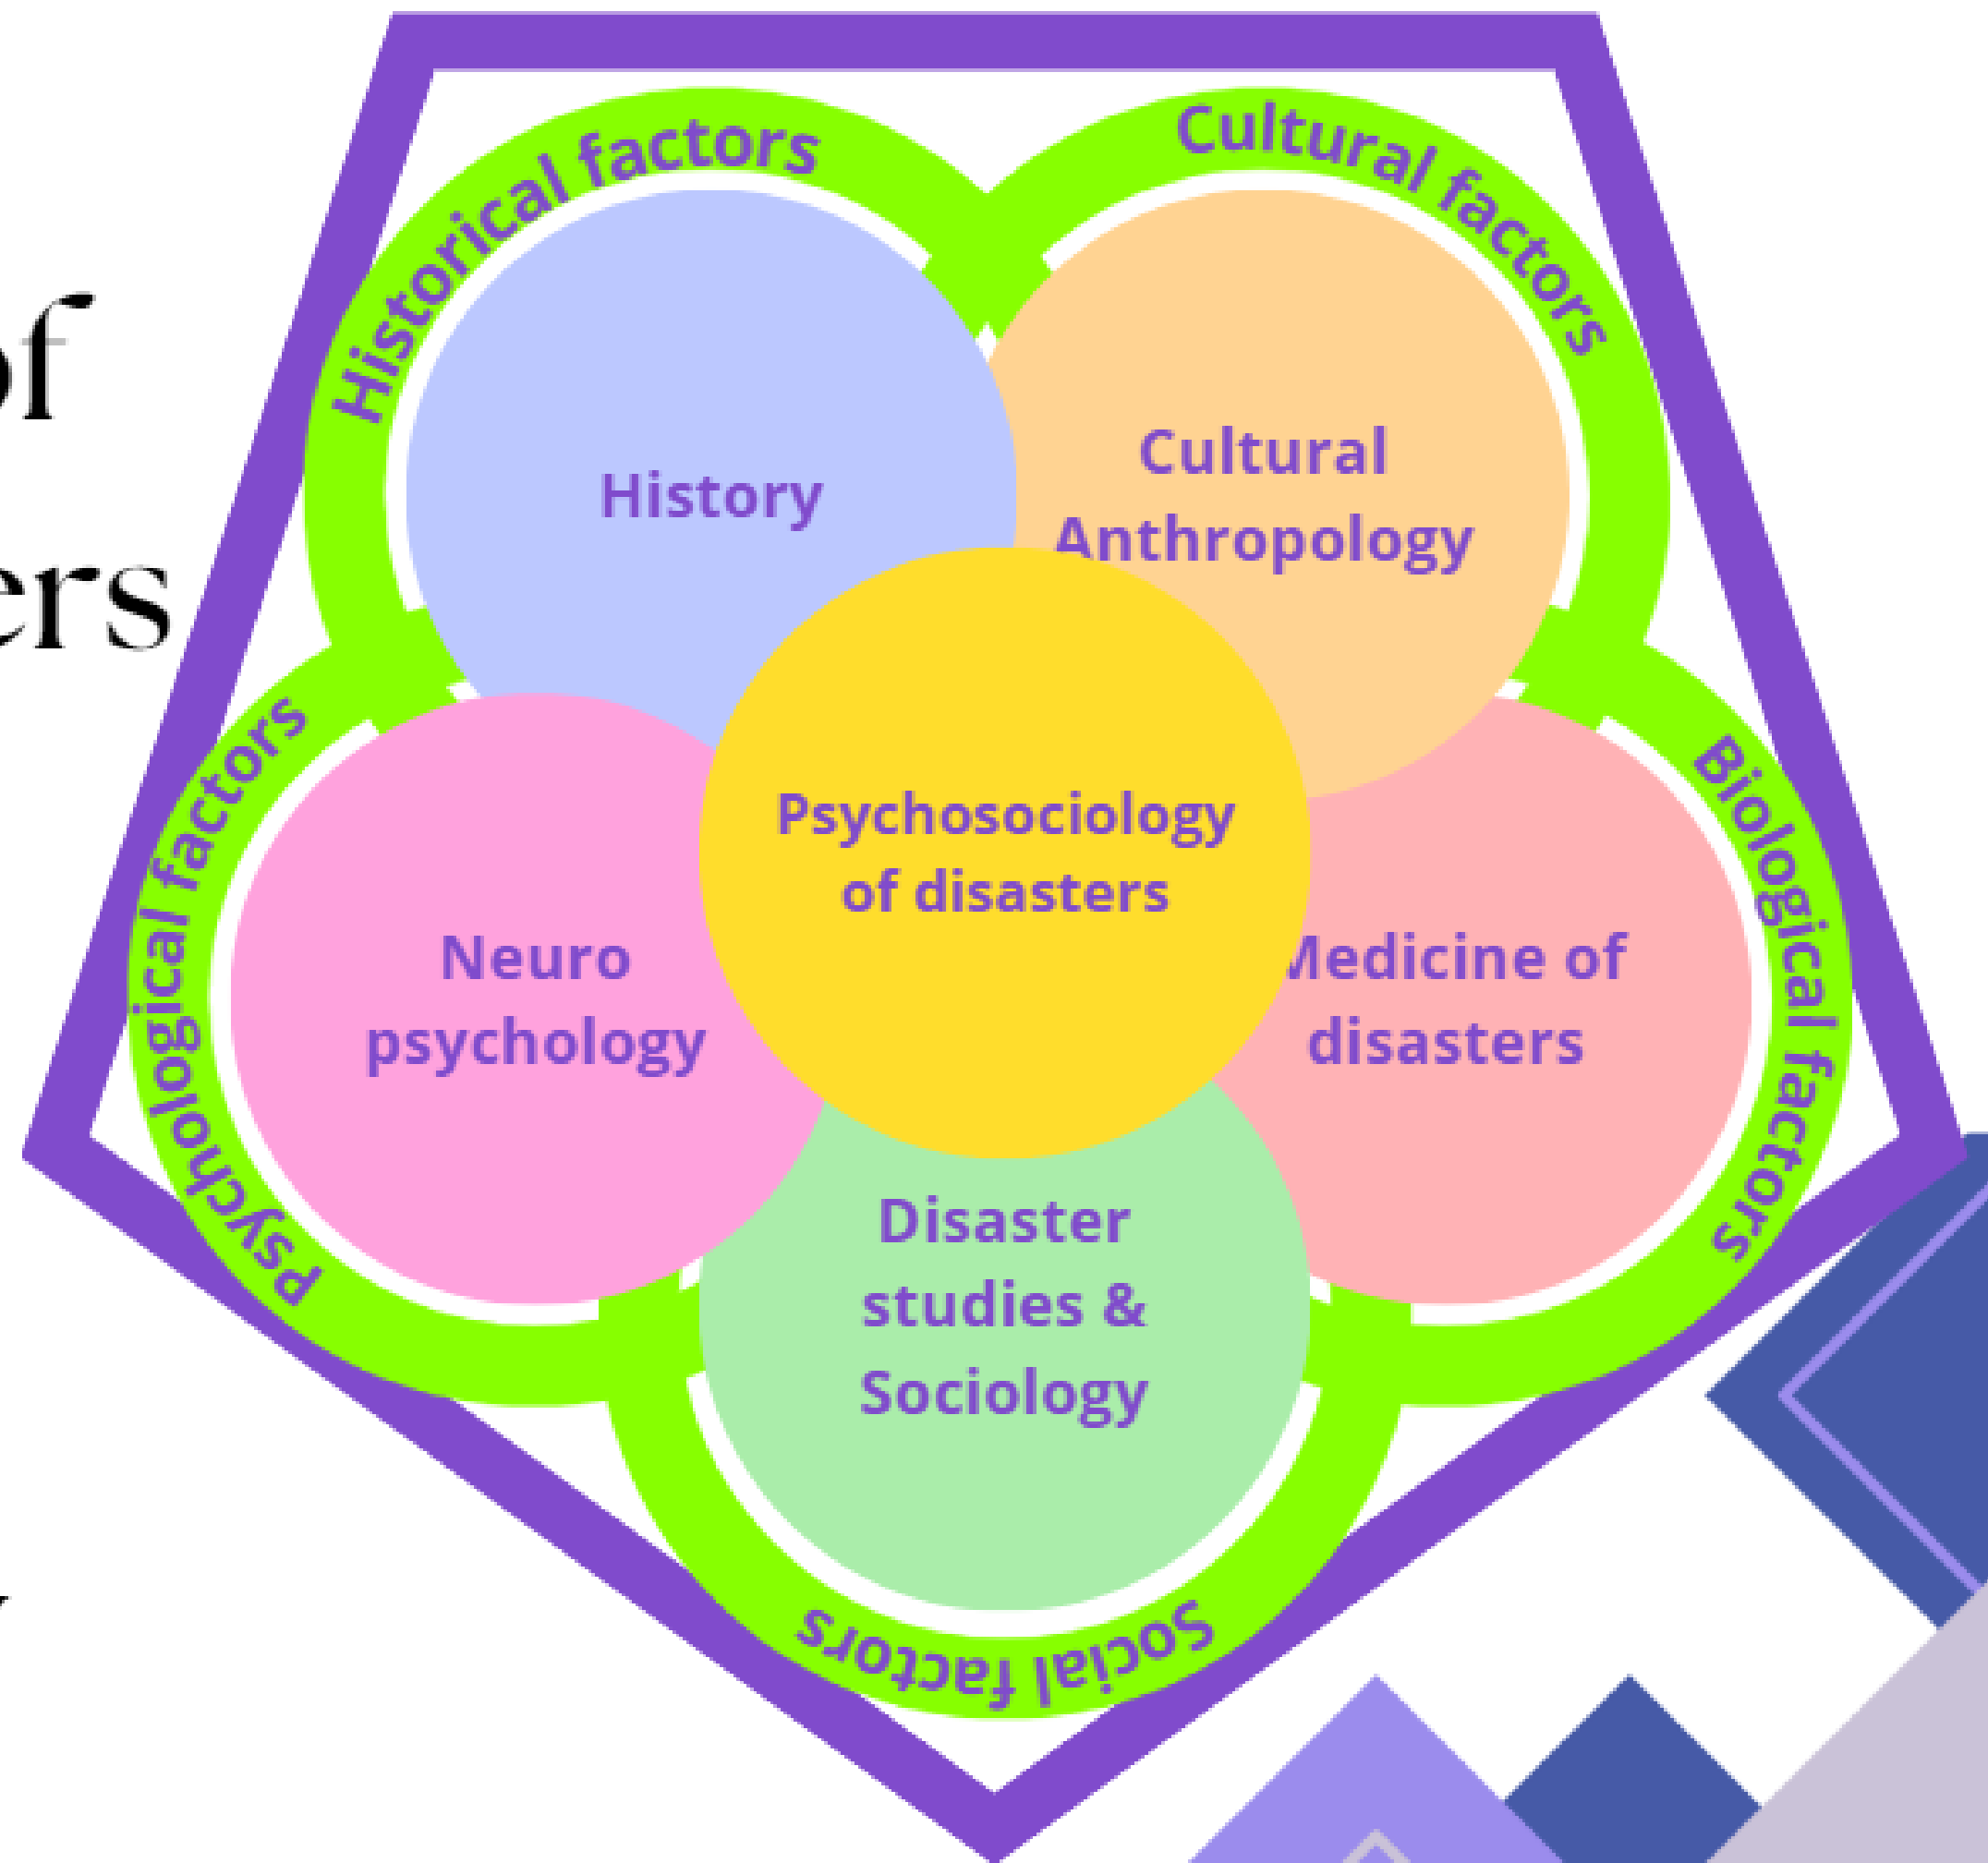 Historical factors
Cultural factors
History
Cultural
Anthropology
Psychosociology
of disasters
Neuro
psychology
Medicine of
disasters
Psychological factors
Biological factors
Disaster
studies &
Sociology
Social factors